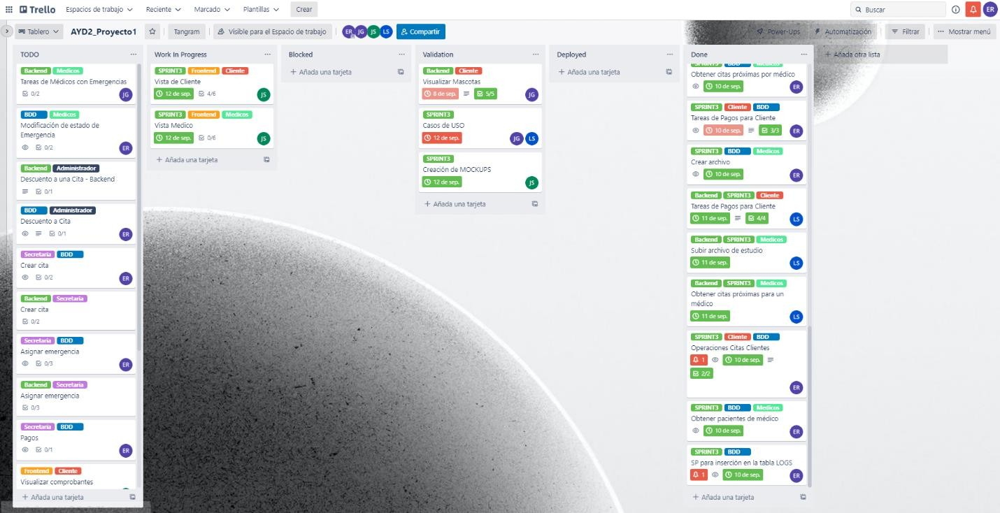 Trello
Espacios de trabajo
Reciente
Marcado
Plantillas
Crear
Buscar
ER
Tablero
AYD2_Proyecto1
Tangram
Visible para el Espacio de trabajo
ER JG JS LS
Compartir
Power-Ups
Automatización
Filtrar
Mostrar menú
TODO
Backend Medicos
Tareas de Médicos con Emergencias
0/2 JG
BDD Medicos
Modificación de estado de
Emergencia
0/2 ER
Backend Administrador
Descuento a una Cita - Backend
0/1
BDD Administrador
Descuento a Cita
0/1 ER
Secretaria BDD
Crear cita
0/2 ER
Backend Secretaria
Crear cita
0/2
Secretaria BDD
Asignar emergencia
0/3 ER
Backend Secretaria
Asignar emergencia
0/3
Secretaria BDD
Pagos
0/1 ER
Frontend Cliente
Visualizar comprobantes
+ Añada una tarjeta
Work In Progress
SPRINT3 Frontend Cliente
Vista de Cliente
12 de sep. 4/6 JS
SPRINT3 Frontend Medicos
Vista Medico
12 de sep. 0/6 JS
+ Añada una tarjeta
Blocked
+ Añada una tarjeta
Validation
Backend Cliente
Visualizar Mascotas
8 de sep. 5/5 JG
SPRINT3
Casos de USO
12 de sep. JG LS
SPRINT3
Creación de MOCKUPS
12 de sep. JS
+ Añada una tarjeta
Deployed
+ Añada una tarjeta
Done
SPRINT3 BDD Medicos
Obtener citas próximas por médico
10 de sep. ER
SPRINT3 Cliente BDD
Tareas de Pagos para Cliente
10 de sep. 3/3 ER
SPRINT3 BDD Medicos
Crear archivo
10 de sep. ER
Backend SPRINT3 Cliente
Tareas de Pagos para Cliente
11 de sep. 4/4 LS
Backend SPRINT3 Medicos
Subir archivo de estudio
11 de sep. LS
Backend SPRINT3 Medicos
Obtener citas próximas para un
médico
11 de sep. LS
SPRINT3 Cliente BDD
Operaciones Citas Clientes
1 10 de sep.
2/2
ER
SPRINT3 BDD Medicos
Obtener pacientes de médico
10 de sep. ER
SPRINT3 BDD
SP para inserción en la tabla LOGS
1 10 de sep. ER
+ Añada una tarjeta
+ Añada otra lista